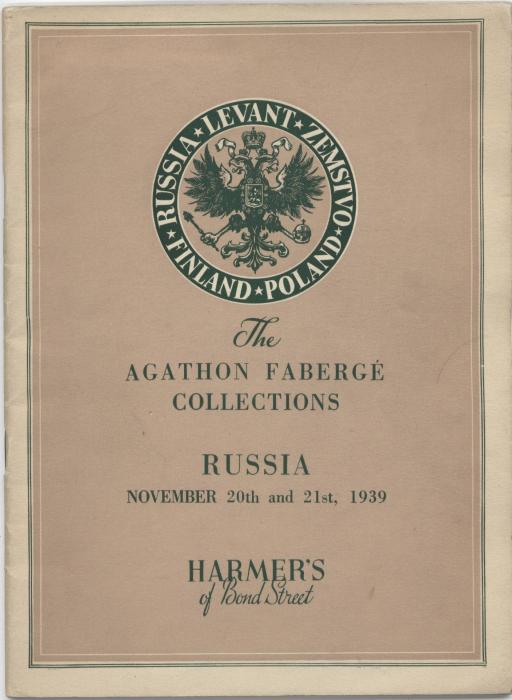 RUSSIA ★ LEVANT ★ ZEMSTVO ★ FINLAND ★ POLAND ★
The
AGATHON FABERGÉ
COLLECTIONS
RUSSIA
NOVEMBER 20th and 21st, 1939
HARMER'S
of Bond Street